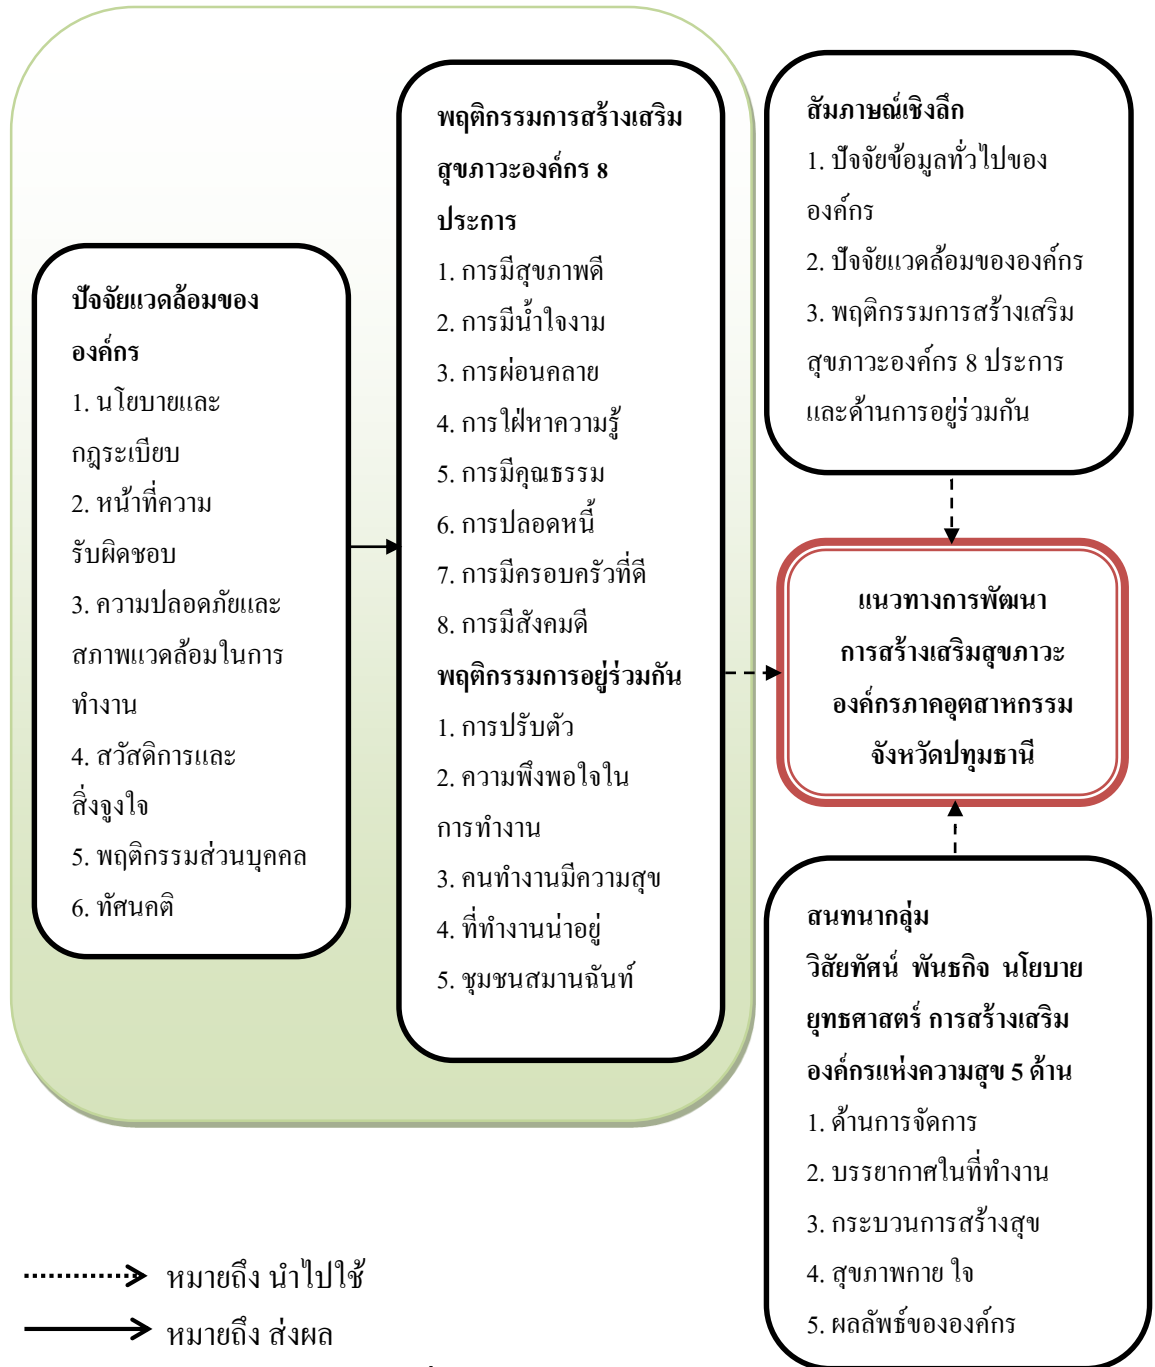 ปัจจัยแวดล้อมของ
องค์กร
1. นโยบายและ
กฎระเบียบ
2. หน้าที่ความ
รับผิดชอบ
3. ความปลอดภัยและ
สภาพแวดล้อมในการ
ทำงาน
4. สวัสดิการและ
สิ่งจูงใจ
5. พฤติกรรมส่วนบุคคล
6. ทัศนคติ
พฤติกรรมการสร้างเสริม
สุขภาวะองค์กร 8
ประการ
1. การมีสุขภาพดี
2. การมีน้ำใจงาม
3. การผ่อนคลาย
4. การใฝ่หาความรู้
5. การมีคุณธรรม
6. การปลอดหนี้
7. การมีครอบครัวที่ดี
8. การมีสังคมดี
พฤติกรรมการอยู่ร่วมกัน
1. การปรับตัว
2. ความพึงพอใจใน
การทำงาน
3. คนทำงานมีความสุข
4. ที่ทำงานน่าอยู่
5. ชุมชนสมานฉันท์
สัมภาษณ์เชิงลึก
1. ปัจจัยข้อมูลทั่วไปของ
องค์กร
2. ปัจจัยแวดล้อมขององค์กร
3. พฤติกรรมการสร้างเสริม
สุขภาวะองค์กร 8 ประการ
และด้านการอยู่ร่วมกัน
แนวทางการพัฒนา
การสร้างเสริมสุขภาวะ
องค์กรภาคอุตสาหกรรม
จังหวัดปทุมธานี
สนทนากลุ่ม
วิสัยทัศน์ พันธกิจ นโยบาย
ยุทธศาสตร์ การสร้างเสริม
องค์กรแห่งความสุข 5 ด้าน
1. ด้านการจัดการ
2. บรรยากาศในที่ทำงาน
3. กระบวนการสร้างสุข
4. สุขภาพกาย ใจ
5. ผลลัพธ์ขององค์กร
หมายถึง นำไปใช้
หมายถึง ส่งผล